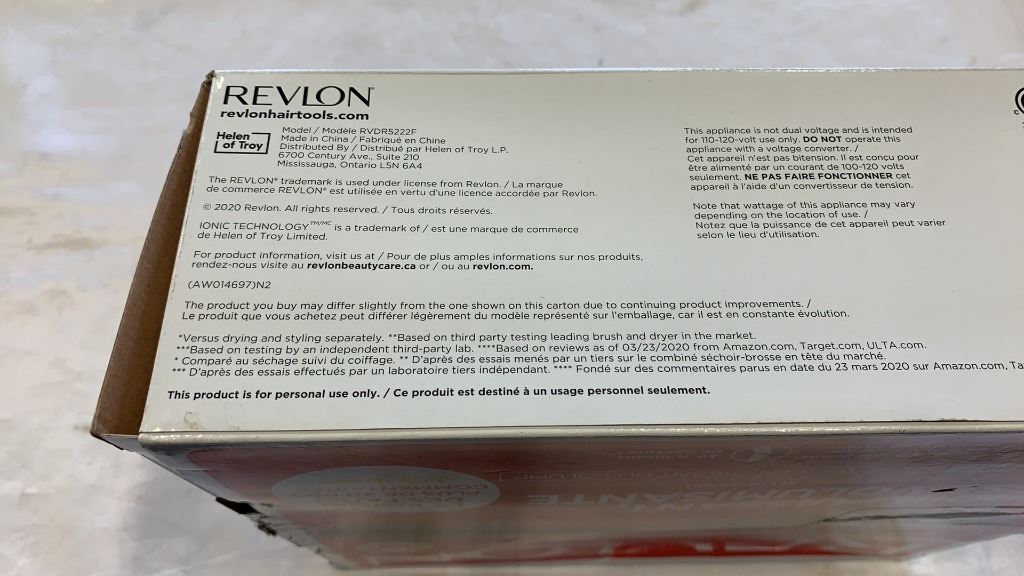 REVLON
revlonhairtools.com
Helen
of Troy
Model / Modèle RVDR5222F
Made in China / Fabriqué en Chine
Distributed By / Distribué par Helen of Troy L.P.
6700 Century Ave., Suite 210
Mississauga, Ontario L5N 6A4
The REVLON® trademark is used under license from Revlon. / La marque
de commerce REVLON® est utilisée en vertu d'une licence accordée par Revlon.
© 2020 Revlon. All rights reserved. / Tous droits réservés.
IONIC TECHNOLOGY™/MC is a trademark of / est une marque de commerce
de Helen of Troy Limited.
For product information, visit us at / Pour de plus amples informations sur nos produits,
rendez-nous visite au revlonbeautycare.ca or / ou au revlon.com.
(AW014697)N2
This appliance is not dual voltage and is intended
for 110-120-volt use only. DO NOT operate this
appliance with a voltage converter. /
Cet appareil n'est pas bitension. Il est conçu pour
être alimenté par un courant de 100-120 volts
seulement. NE PAS FAIRE FONCTIONNER cet
appareil à l'aide d'un convertisseur de tension.
Note that wattage of this appliance may vary
depending on the location of use. /
Notez que la puissance de cet appareil peut varier
selon le lieu d'utilisation.
The product you buy may differ slightly from the one shown on this carton due to continuing product improvements. /
Le produit que vous achetez peut différer légèrement du modèle représenté sur l'emballage, car il est en constante évolution.
*Versus drying and styling separately. **Based on third party testing leading brush and dryer in the market.
***Based on testing by an independent third-party lab. ****Based on reviews as of 03/23/2020 from Amazon.com, Target.com, ULTA.com.
* Comparé au séchage suivi du coiffage. ** D'après des essais menés par un tiers sur le combiné séchoir-brosse en tête du marché.
*** D'après des essais effectués par un laboratoire tiers indépendant. **** Fondé sur des commentaires parus en date du 23 mars 2020 sur Amazon.com, Ta
This product is for personal use only. / Ce produit est destiné à un usage personnel seulement.